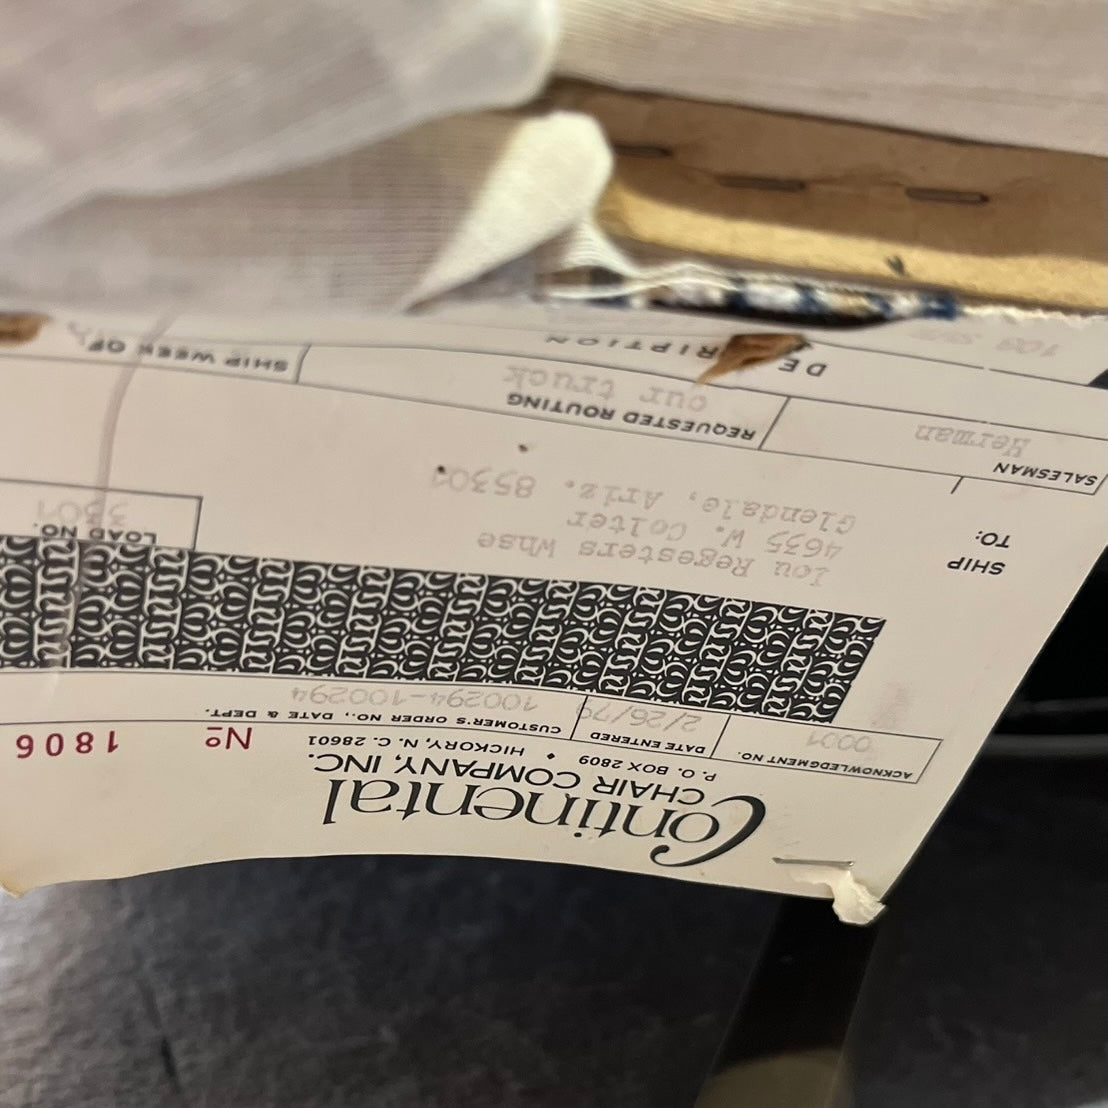 Continental
CHAIR COMPANY, INC.
P. O. BOX 2809 • HICKORY, N. C. 28601
Nº 1806
ACKNOWLEDGMENT NO. DATE ENTERED CUSTOMER'S ORDER NO., DATE & DEPT.
0001 2/26/79 100294-100294
LOAD NO.
3301
SHIP TO:
Lou Regesters Whse
4635 W. Colter
Glendale, Ariz. 85301
SALESMAN REQUESTED ROUTING SHIP WEEK OF
Herman our truck